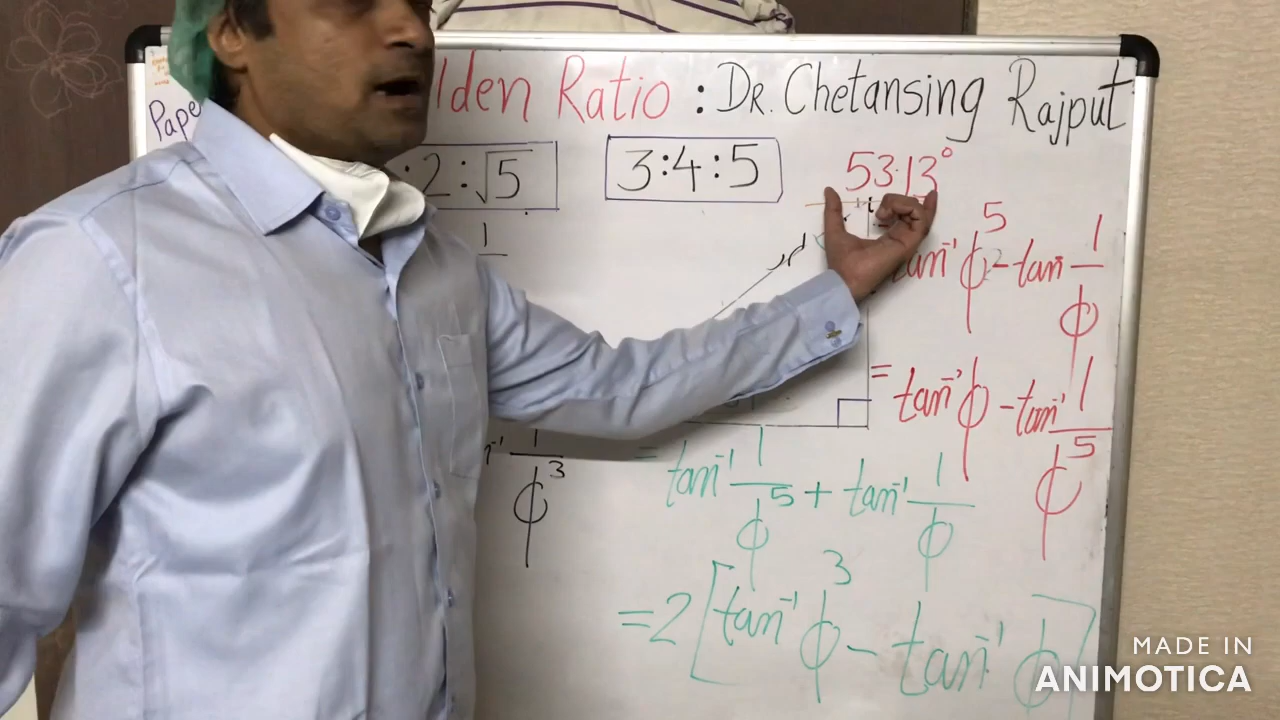 lden Ratio : DR. Chetansing Rajput
Pape
:2:√5
3:4:5
53.13°
1
tan⁻¹ φ⁵ - tan⁻¹ 1/φ
= tan⁻¹ φ - tan⁻¹ 1/φ⁵
1/φ³
= tan⁻¹ 1/φ⁵ + tan⁻¹ 1/φ
= 2[tan⁻¹ φ³ - tan⁻¹ φ]
MADE IN
ANIMOTICA